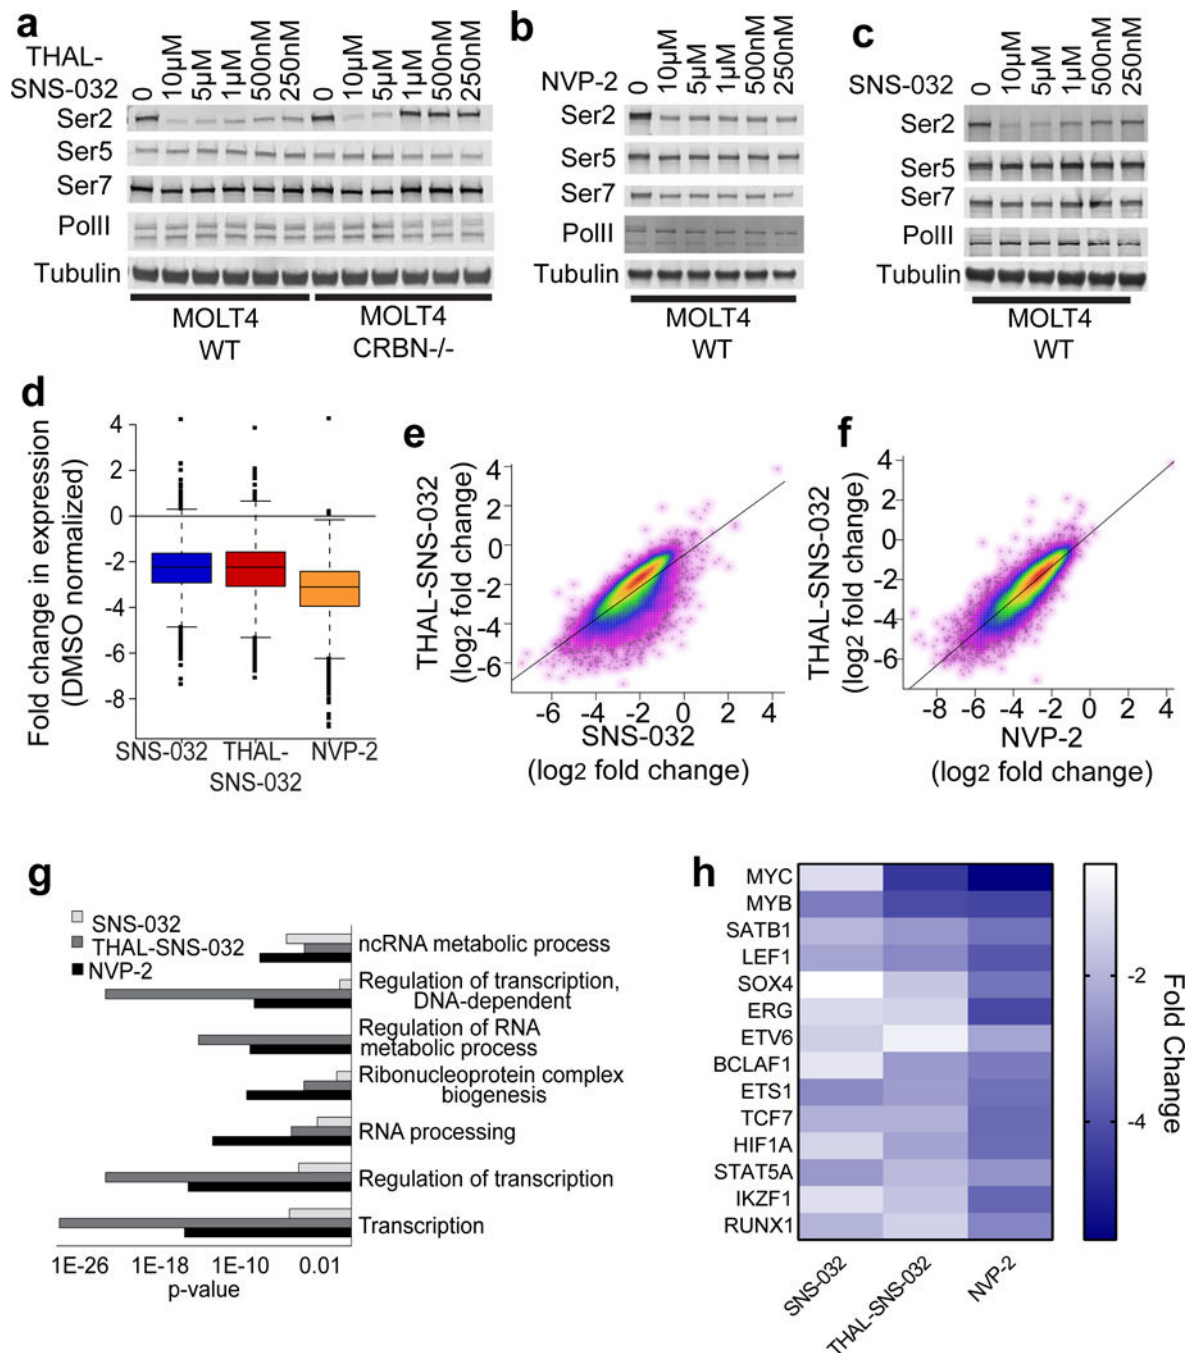 a
THAL-
SNS-032
0 10µM 5µM 1µM 500nM 250nM 0 10µM 5µM 1µM 500nM 250nM
Ser2
Ser5
Ser7
PolII
Tubulin
MOLT4
WT
MOLT4
CRBN-/-
b
NVP-2
0 10µM 5µM 1µM 500nM 250nM
Ser2
Ser5
Ser7
PolII
Tubulin
MOLT4
WT
c
SNS-032
0 10µM 5µM 1µM 500nM 250nM
Ser2
Ser5
Ser7
PolII
Tubulin
MOLT4
WT
d
Fold change in expression
(DMSO normalized)
4
2
0
-2
-4
-6
-8
SNS-032
THAL-
SNS-032
NVP-2
e
THAL-SNS-032
(log2 fold change)
4
2
0
-2
-4
-6
-6 -4 -2 0 2 4
SNS-032
(log2 fold change)
f
THAL-SNS-032
(log2 fold change)
4
2
0
-2
-4
-6
-8 -6 -4 -2 0 2 4
NVP-2
(log2 fold change)
g
SNS-032
THAL-SNS-032
NVP-2
ncRNA metabolic process
Regulation of transcription,
DNA-dependent
Regulation of RNA
metabolic process
Ribonucleoprotein complex
biogenesis
RNA processing
Regulation of transcription
Transcription
1E-26 1E-18 1E-10 0.01
p-value
h
MYC
MYB
SATB1
LEF1
SOX4
ERG
ETV6
BCLAF1
ETS1
TCF7
HIF1A
STAT5A
IKZF1
RUNX1
SNS-032
THAL-SNS-032
NVP-2
-2
-4
Fold Change